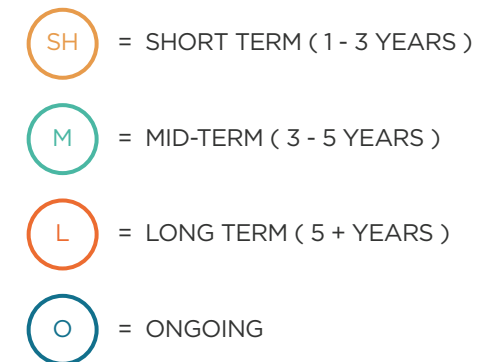 SH = SHORT TERM ( 1 - 3 YEARS )
M = MID-TERM ( 3 - 5 YEARS )
L = LONG TERM ( 5 + YEARS )
O = ONGOING